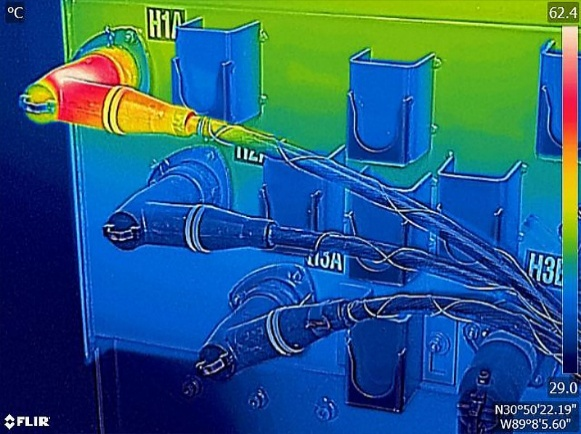 °C
62.4
H1A
H2A
H3A
H3B
29.0
N30°50'22.19"
W89°8'5.60"
FLIR